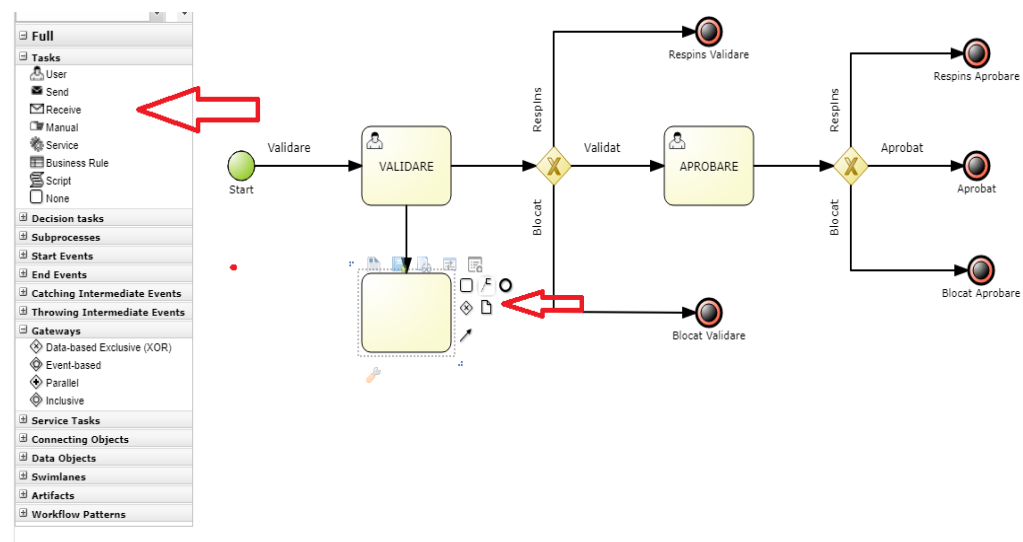 Full
Tasks
User
Send
Receive
Manual
Service
Business Rule
Script
None
Decision tasks
Subprocesses
Start Events
End Events
Catching Intermediate Events
Throwing Intermediate Events
Gateways
Data-based Exclusive (XOR)
Event-based
Parallel
Inclusive
Service Tasks
Connecting Objects
Data Objects
Swimlanes
Artifacts
Workflow Patterns
Start
Validare
VALIDARE
RespIns
Respins Validare
Validat
Blocat
Blocat Validare
APROBARE
RespIns
Respins Aprobare
Aprobat
Aprobat
Blocat
Blocat Aprobare